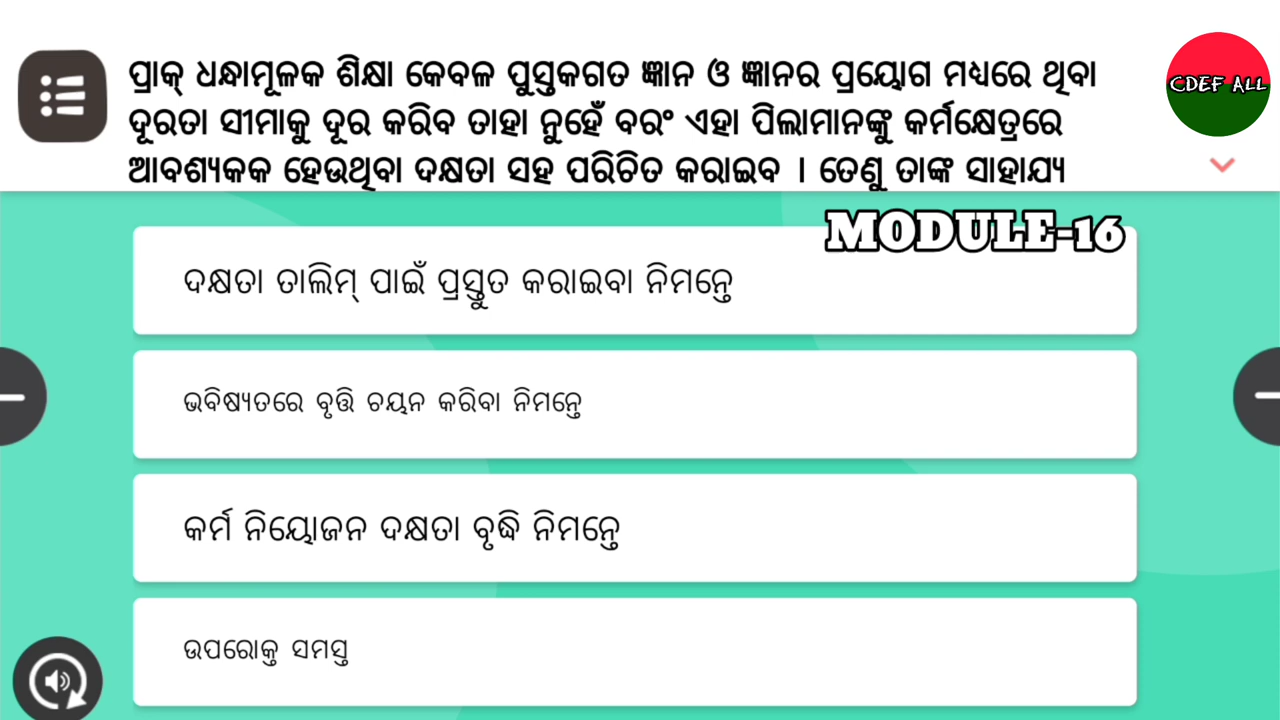 ପ୍ରାକ୍ ଧନ୍ଧାମୂଳକ ଶିକ୍ଷା କେବଳ ପୁସ୍ତକଗତ ଜ୍ଞାନ ଓ ଜ୍ଞାନର ପ୍ରୟୋଗ ମଧ୍ୟରେ ଥିବା
ଦୂରତା ସୀମାକୁ ଦୂର କରିବ ତାହା ନୁହେଁ ବରଂ ଏହା ପିଲାମାନଙ୍କୁ କର୍ମକ୍ଷେତ୍ରରେ
ଆବଶ୍ୟକକ ହେଉଥିବା ଦକ୍ଷତା ସହ ପରିଚିତ କରାଇବ । ତେଣୁ ତାଙ୍କ ସାହାଯ୍ୟ
CDEF ALL
MODULE-16
ଦକ୍ଷତା ତାଲିମ୍ ପାଇଁ ପ୍ରସ୍ତୁତ କରାଇବା ନିମନ୍ତେ
ଭବିଷ୍ୟତରେ ବୃତ୍ତି ଚୟନ କରିବା ନିମନ୍ତେ
କର୍ମ ନିୟୋଜନ ଦକ୍ଷତା ବୃଦ୍ଧି ନିମନ୍ତେ
ଉପରୋକ୍ତ ସମସ୍ତ